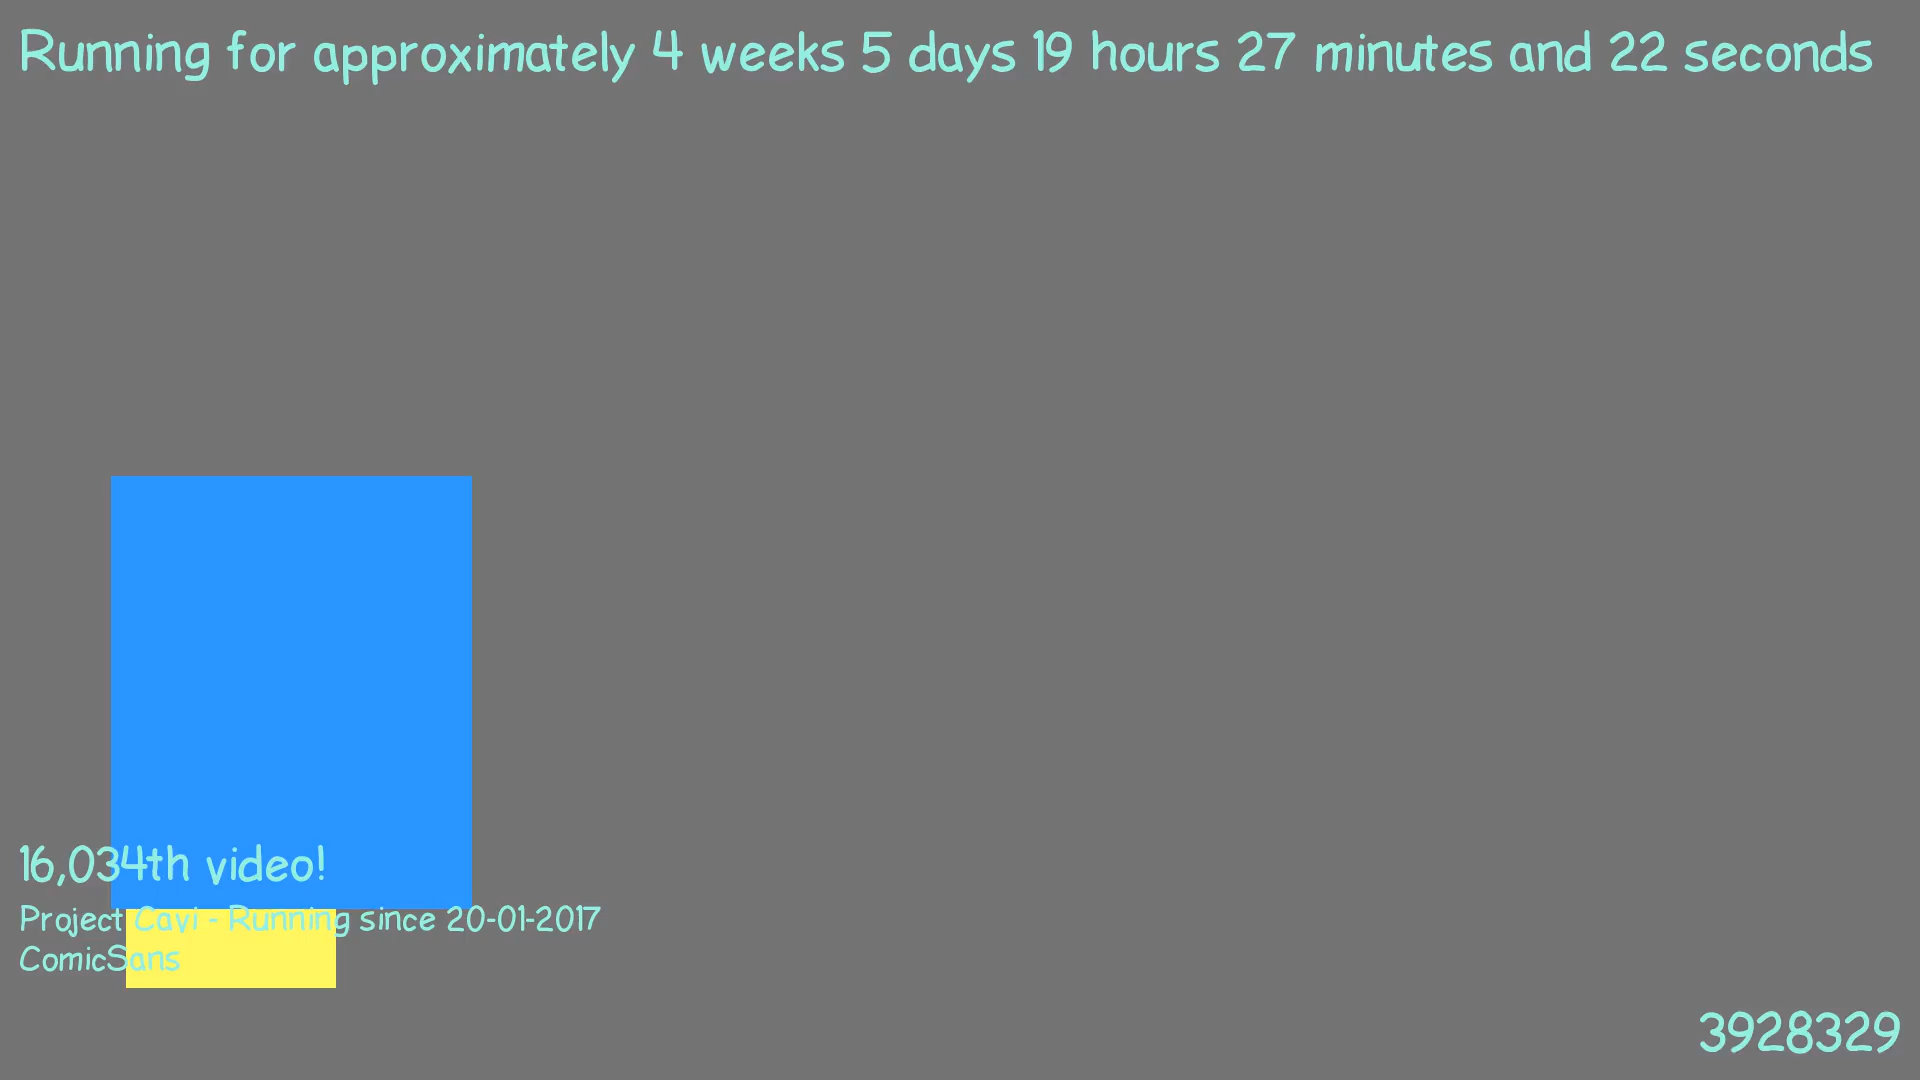 Running for approximately 4 weeks 5 days 19 hours 27 minutes and 22 seconds
16,034th video!
Project Cavi - Running since 20-01-2017
ComicSans
3928329